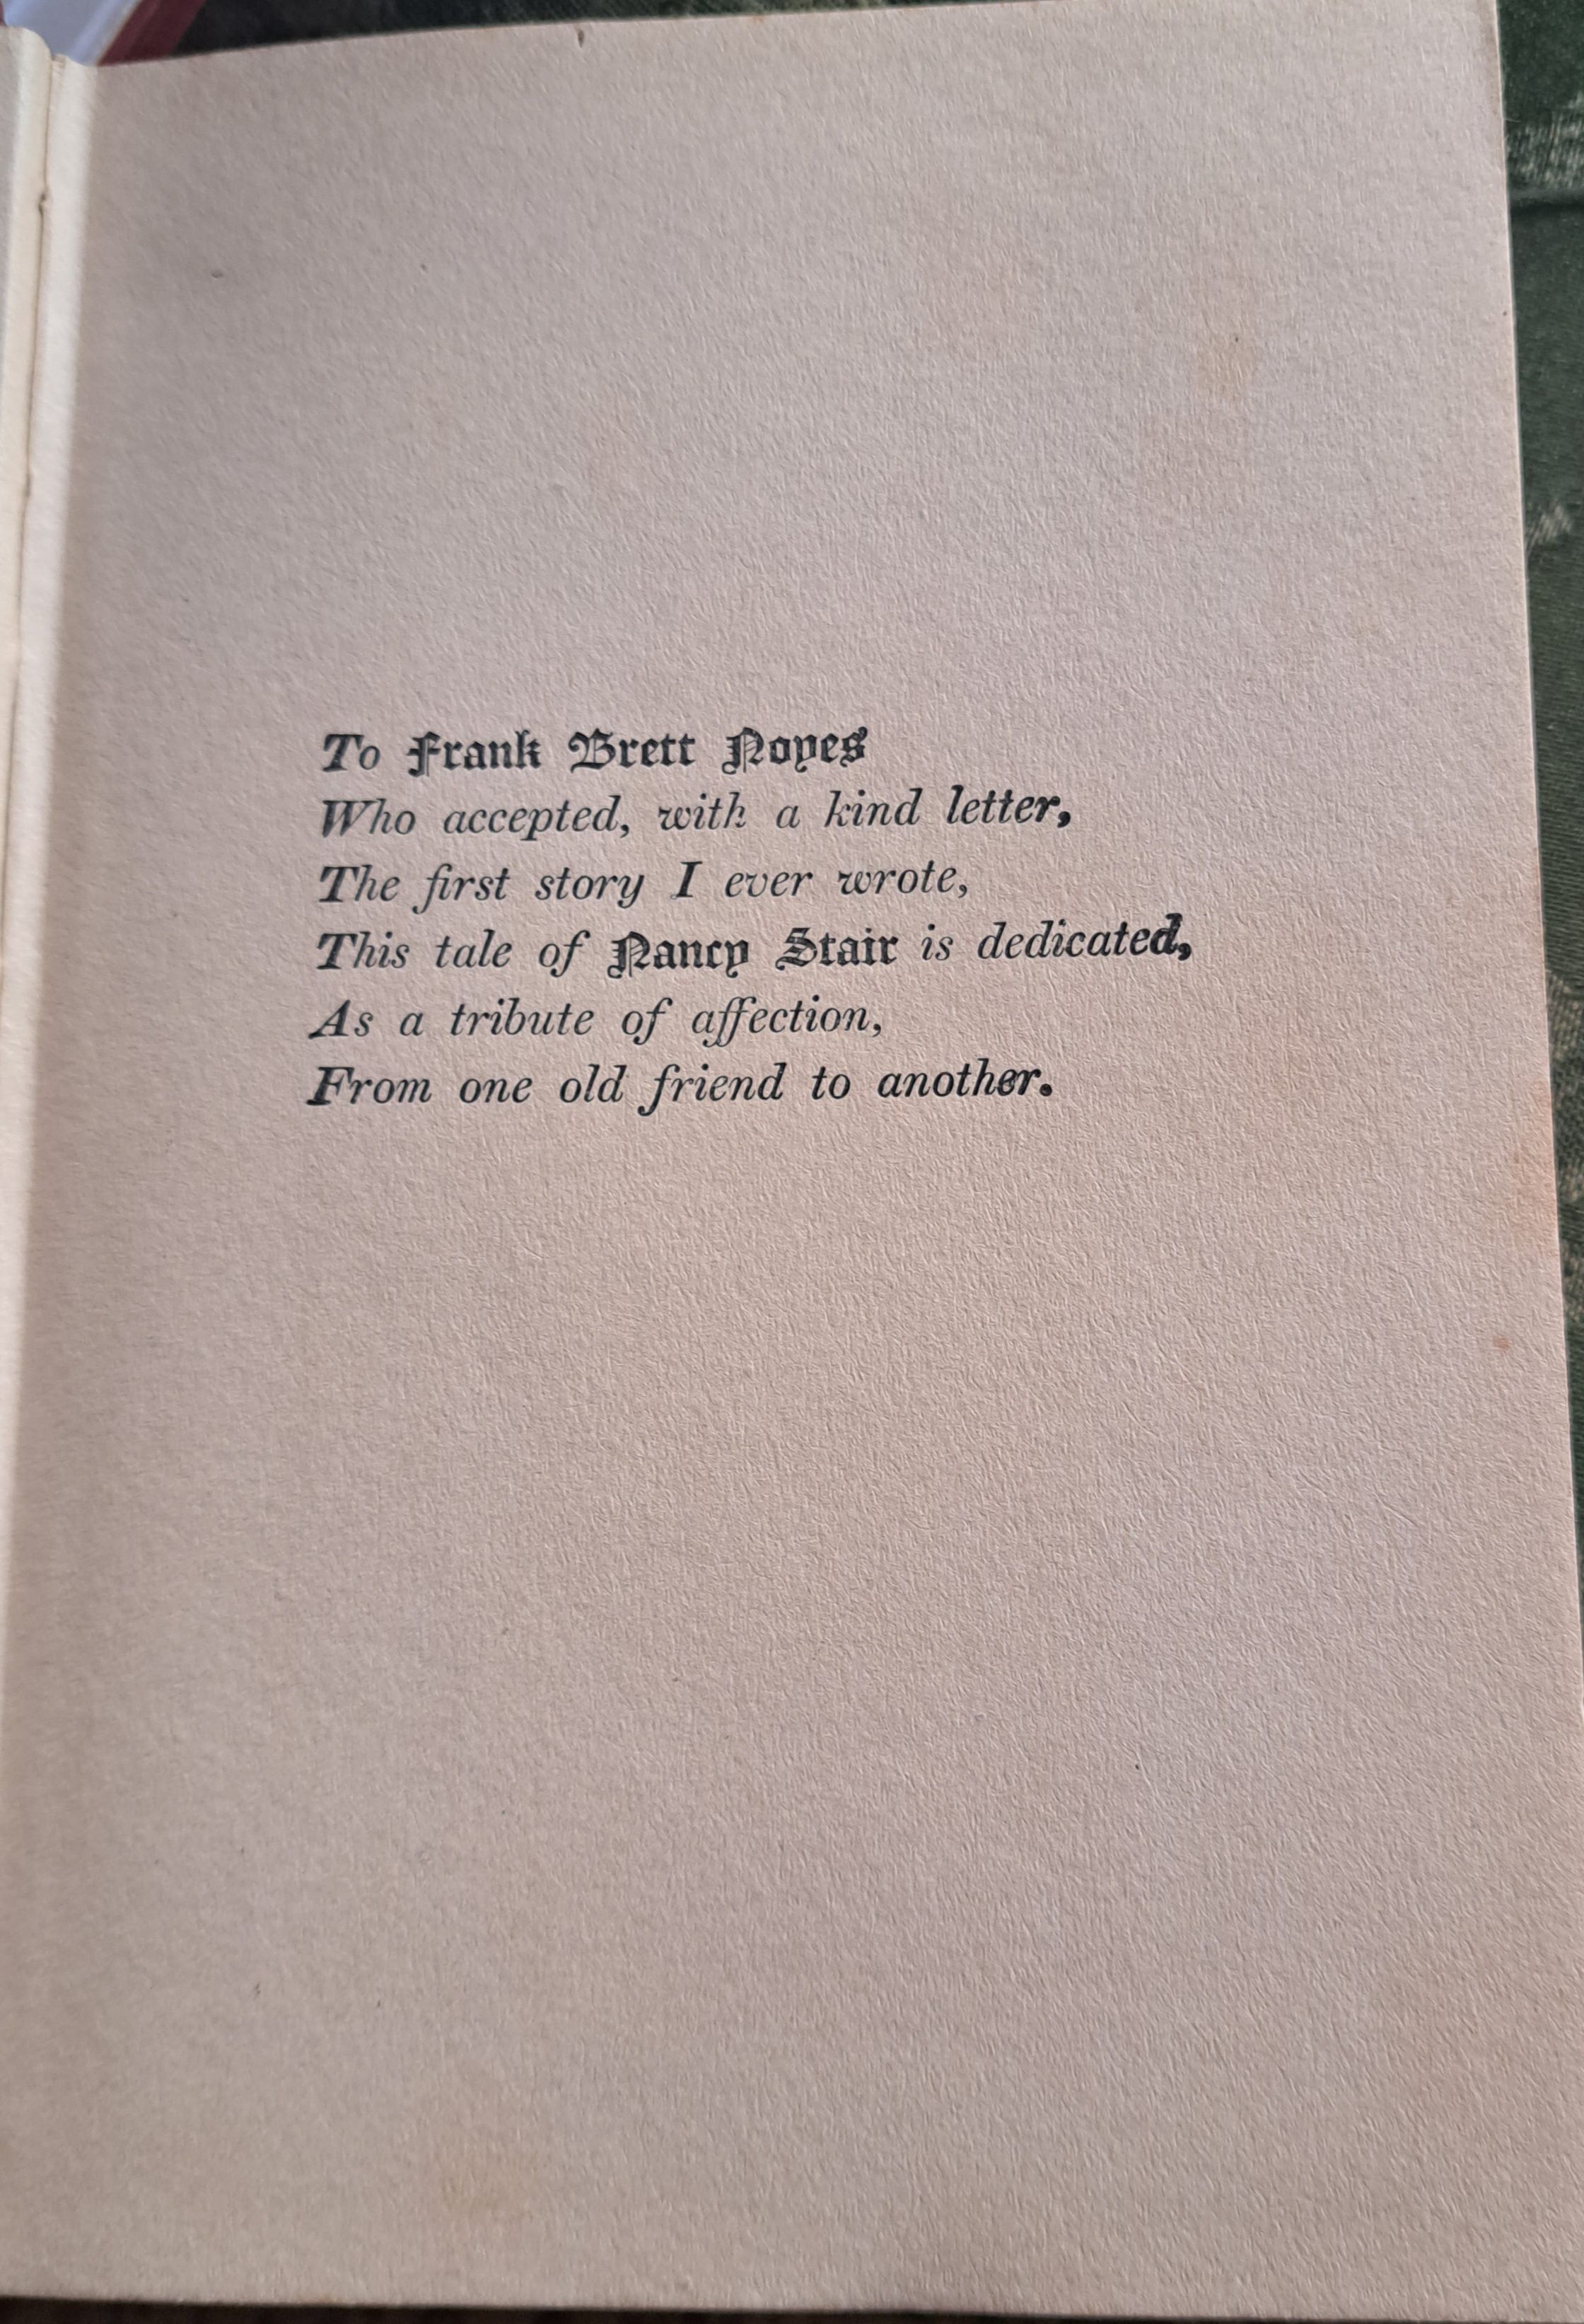 To Frank Brett Noyes
Who accepted, with a kind letter,
The first story I ever wrote,
This tale of Nancy Stair is dedicated,
As a tribute of affection,
From one old friend to another.